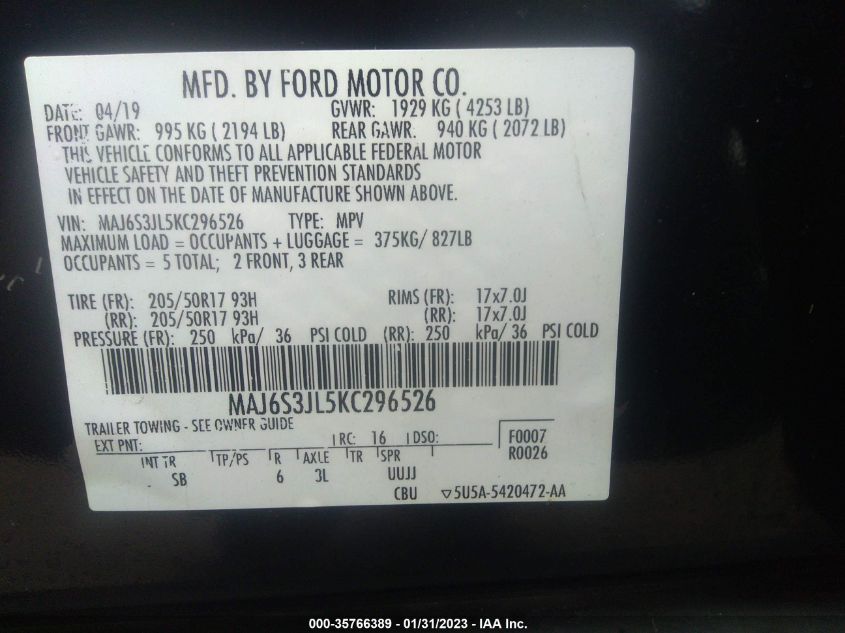 MFD. BY FORD MOTOR CO.
DATE: 04/19 GVWR: 1929 KG ( 4253 LB)
FRONT GAWR: 995 KG ( 2194 LB) REAR GAWR: 940 KG ( 2072 LB)
THIS VEHICLE CONFORMS TO ALL APPLICABLE FEDERAL MOTOR
VEHICLE SAFETY AND THEFT PREVENTION STANDARDS
IN EFFECT ON THE DATE OF MANUFACTURE SHOWN ABOVE.
VIN: MAJ6S3JL5KC296526 TYPE: MPV
MAXIMUM LOAD = OCCUPANTS + LUGGAGE = 375KG/ 827LB
OCCUPANTS = 5 TOTAL; 2 FRONT, 3 REAR
TIRE (FR): 205/50R17 93H RIMS (FR): 17x7.0J
(RR): 205/50R17 93H (RR): 17x7.0J
PRESSURE (FR): 250 kPa/ 36 PSI COLD (RR): 250 kPa/ 36 PSI COLD
MAJ6S3JL5KC296526
TRAILER TOWING - SEE OWNER GUIDE
EXT PNT: RC: 16 DSO: F0007
R0026
INT TR TP/PS R AXLE TR SPR
SB 6 3L UUJJ
CBU ▽5U5A-5420472-AA
000-35766389 - 01/31/2023 - IAA Inc.